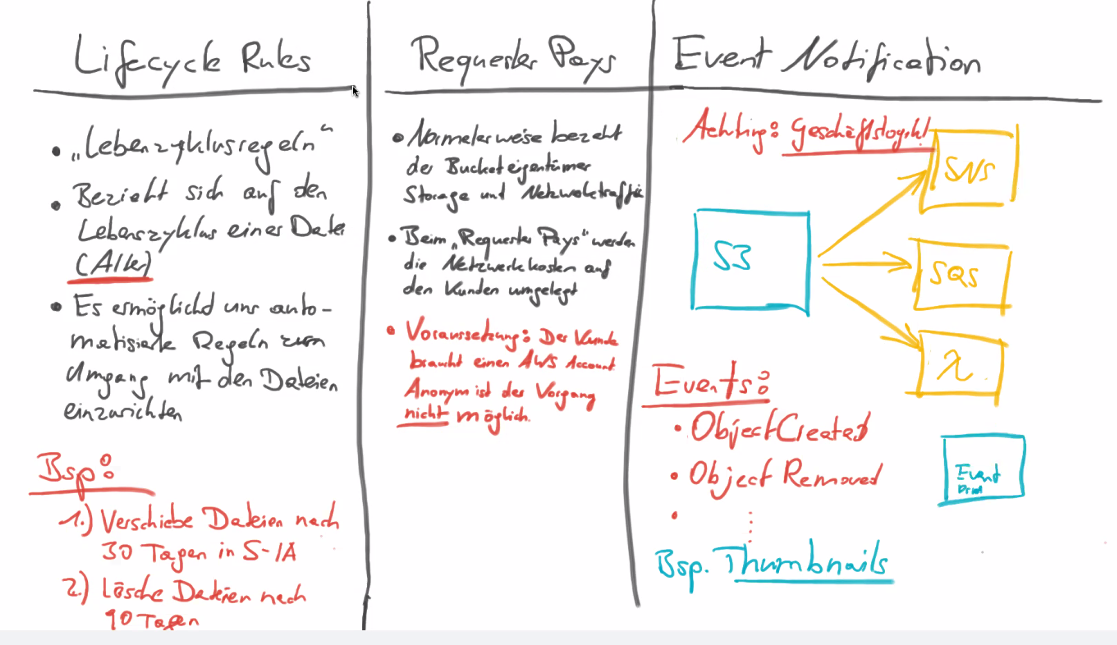 Lifecycle Rules
• „Lebenzyklusregeln“
• Bezieht sich auf den
Lebenszyklus einer Datei
(Alter)
• Es ermöglicht uns auto-
matisierte Regeln zum
Umgang mit den Dateien
einzurichten
Bsp:
1.) Verschiebe Dateien nach
30 Tagen in S-IA
2.) Lösche Dateien nach
90 Tagen
Requester Pays
• Normalerweise bezahlt
der Bucketeigentümer
Storage und Netzwerktraffic
• Beim „Requester Pays“ werden
die Netzwerkkosten auf
den Kunden umgelegt
• Voraussetzung: Der Kunde
braucht einen AWS Account
Anonym ist der Vorgang
nicht möglich.
Event Notification
Achtung: Geschäftslogik!
S3
SNS
SQS
λ
Events:
• ObjectCreated
• Object Removed
•
Event
Bsp. Thumbnails